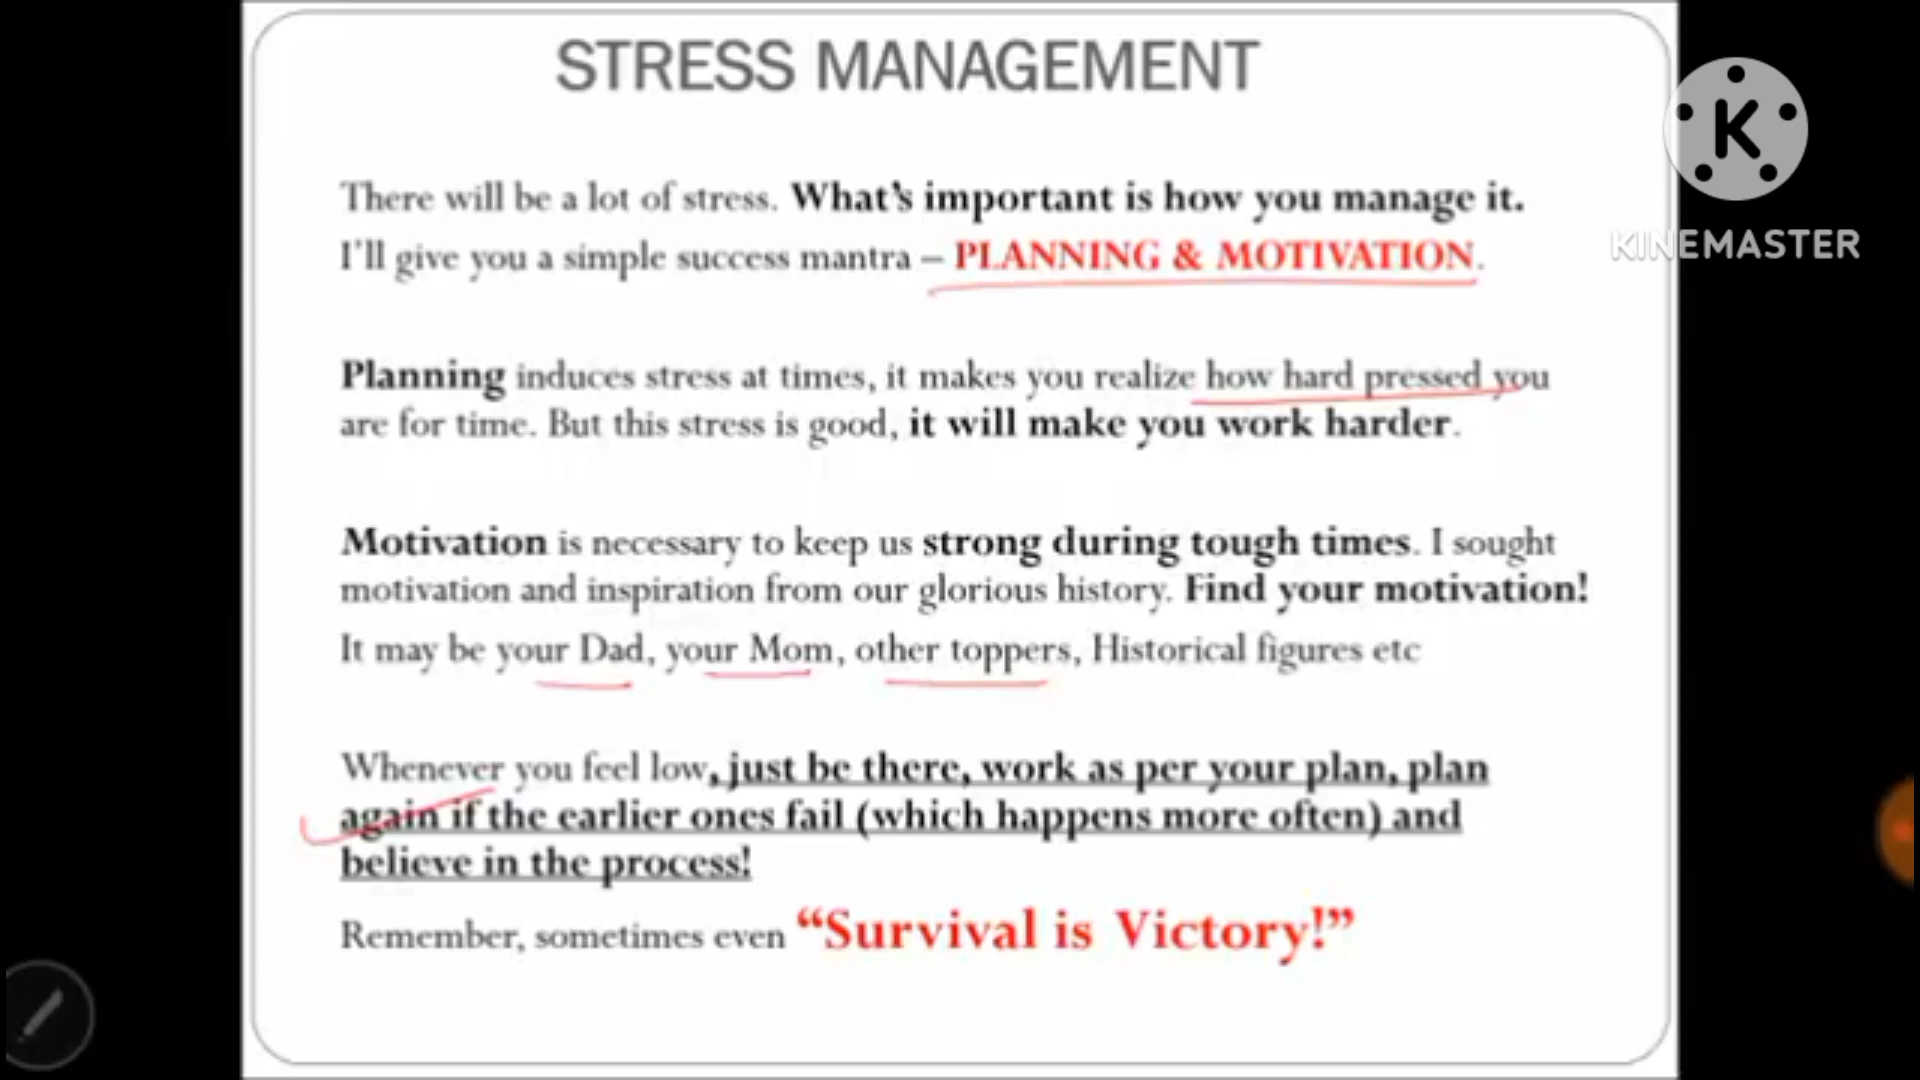 STRESS MANAGEMENT
K
KINEMASTER
There will be a lot of stress. What's important is how you manage it.
I'll give you a simple success mantra – PLANNING & MOTIVATION.
Planning induces stress at times, it makes you realize how hard pressed you
are for time. But this stress is good, it will make you work harder.
Motivation is necessary to keep us strong during tough times. I sought
motivation and inspiration from our glorious history. Find your motivation!
It may be your Dad, your Mom, other toppers, Historical figures etc
Whenever you feel low, just be there, work as per your plan, plan
again if the earlier ones fail (which happens more often) and
believe in the process!
Remember, sometimes even “Survival is Victory!”